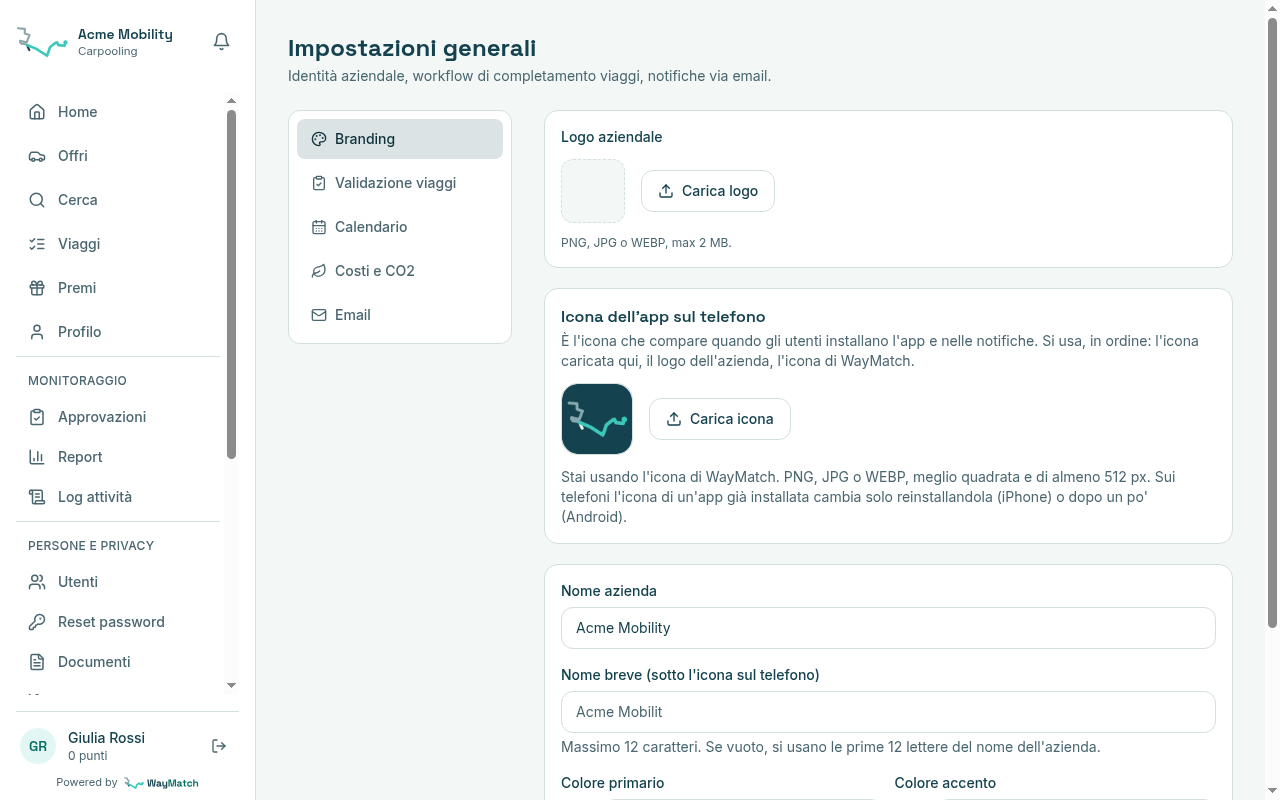 Acme Mobility
Carpooling
Home
Offri
Cerca
Viaggi
Premi
Profilo
MONITORAGGIO
Approvazioni
Report
Log attività
PERSONE E PRIVACY
Utenti
Reset password
Documenti
GR
Giulia Rossi
0 punti
Powered by WayMatch
Impostazioni generali
Identità aziendale, workflow di completamento viaggi, notifiche via email.
Branding
Validazione viaggi
Calendario
Costi e CO2
Email
Logo aziendale
Carica logo
PNG, JPG o WEBP, max 2 MB.
Icona dell'app sul telefono
È l'icona che compare quando gli utenti installano l'app e nelle notifiche. Si usa, in ordine: l'icona
caricata qui, il logo dell'azienda, l'icona di WayMatch.
Carica icona
Stai usando l'icona di WayMatch. PNG, JPG o WEBP, meglio quadrata e di almeno 512 px. Sui
telefoni l'icona di un'app già installata cambia solo reinstallandola (iPhone) o dopo un po'
(Android).
Nome azienda
Acme Mobility
Nome breve (sotto l'icona sul telefono)
Acme Mobilit
Massimo 12 caratteri. Se vuoto, si usano le prime 12 lettere del nome dell'azienda.
Colore primario
Colore accento